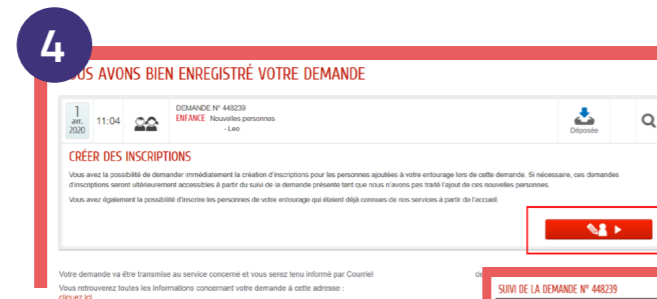 4
US AVONS BIEN ENREGISTRÉ VOTRE DEMANDE
1
avr.
2020
11:04
DEMANDE N° 448239
ENFANCE Nouvelles personnes
- Leo
Déposée
CRÉER DES INSCRIPTIONS
Vous avez la possibilité de demander immédiatement la création d'inscriptions pour les personnes ajoutées à votre entourage lors de cette demande. Si nécessaire, ces demandes
d'inscriptions seront ultérieurement accessibles à partir du suivi de la demande présente tant que nous n'avons pas traité l'ajout de ces nouvelles personnes.
Vous avez également la possibilité d'inscrire les personnes de votre entourage qui étaient déjà connues de nos services à partir de l'accueil.
Votre demande va être transmise au service concerné et vous serez tenu informé par Courriel
Vous retrouverez toutes les informations concernant votre demande à cette adresse :
cliquez ici
SUIVI DE LA DEMANDE N° 448239